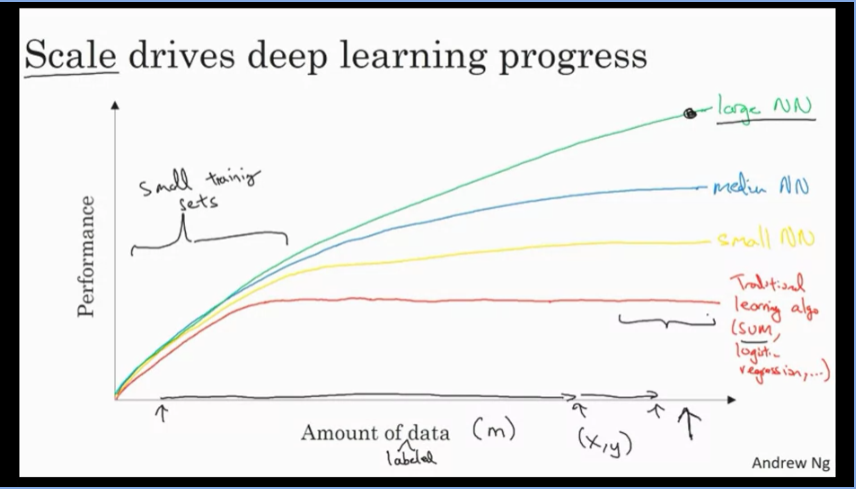 Scale drives deep learning progress
large NN
small training
sets
medium NN
small NN
Traditional
learning algo
(SVM,
logistic
regression,...)
Performance
Amount of data (m)
labeled
(x,y)
Andrew Ng